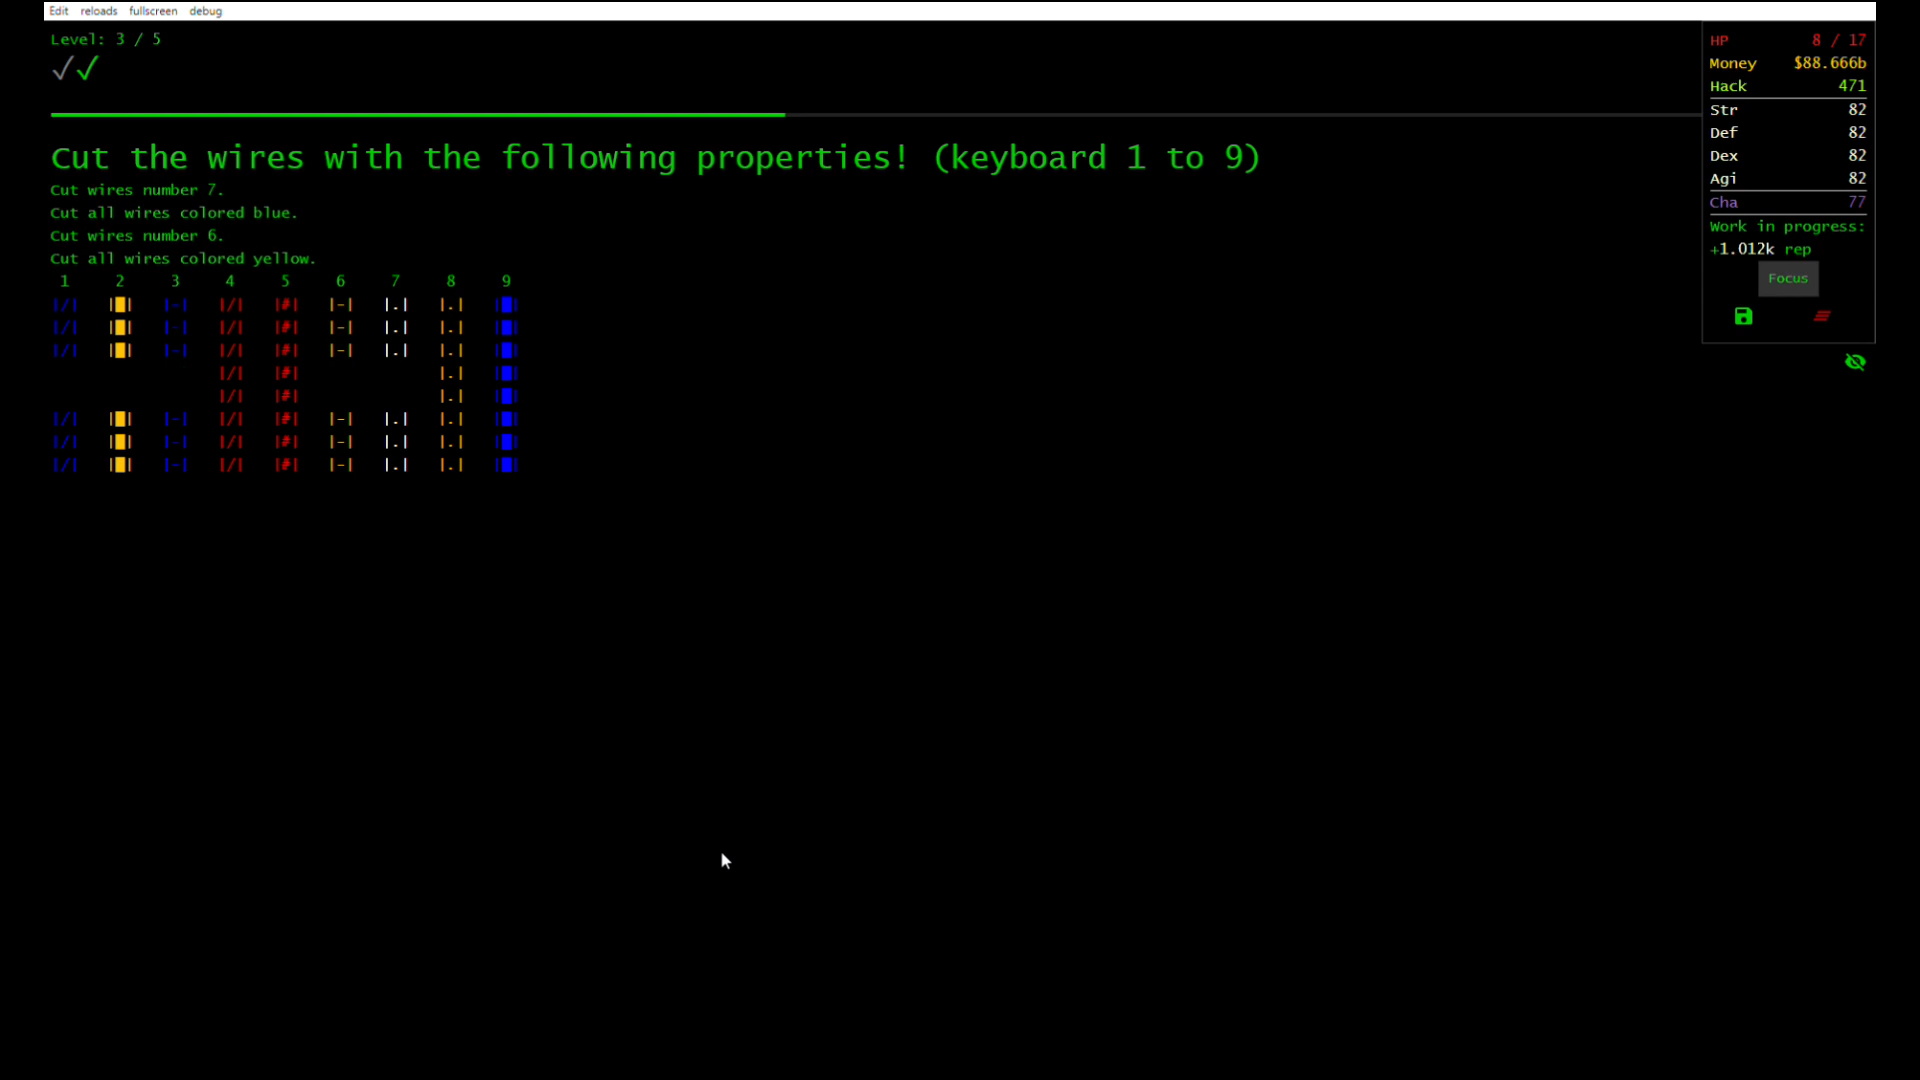 Edit reloads fullscreen debug
Level: 3 / 5
✓✓
Cut the wires with the following properties! (keyboard 1 to 9)
Cut wires number 7.
Cut all wires colored blue.
Cut wires number 6.
Cut all wires colored yellow.
1 2 3 4 5 6 7 8 9
|/| |█| |-| |/| |#| |-| |.| |.| |█|
|/| |█| |-| |/| |#| |-| |.| |.| |█|
|/| |█| |-| |/| |#| |-| |.| |.| |█|
|/| |#| |.| |█|
|/| |#| |.| |█|
|/| |█| |-| |/| |#| |-| |.| |.| |█|
|/| |█| |-| |/| |#| |-| |.| |.| |█|
|/| |█| |-| |/| |#| |-| |.| |.| |█|
HP 8 / 17
Money $88.666b
Hack 471
Str 82
Def 82
Dex 82
Agi 82
Cha 77
Work in progress:
+1.012k rep
Focus